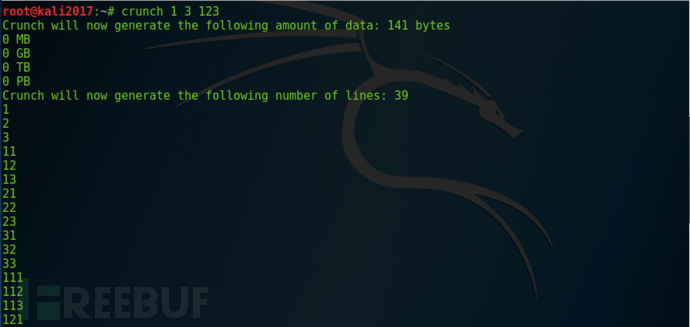 root@kali2017:~# crunch 1 3 123
Crunch will now generate the following amount of data: 141 bytes
0 MB
0 GB
0 TB
0 PB
Crunch will now generate the following number of lines: 39
1
2
3
11
12
13
21
22
23
31
32
33
111
112
113
121
FREEBUF